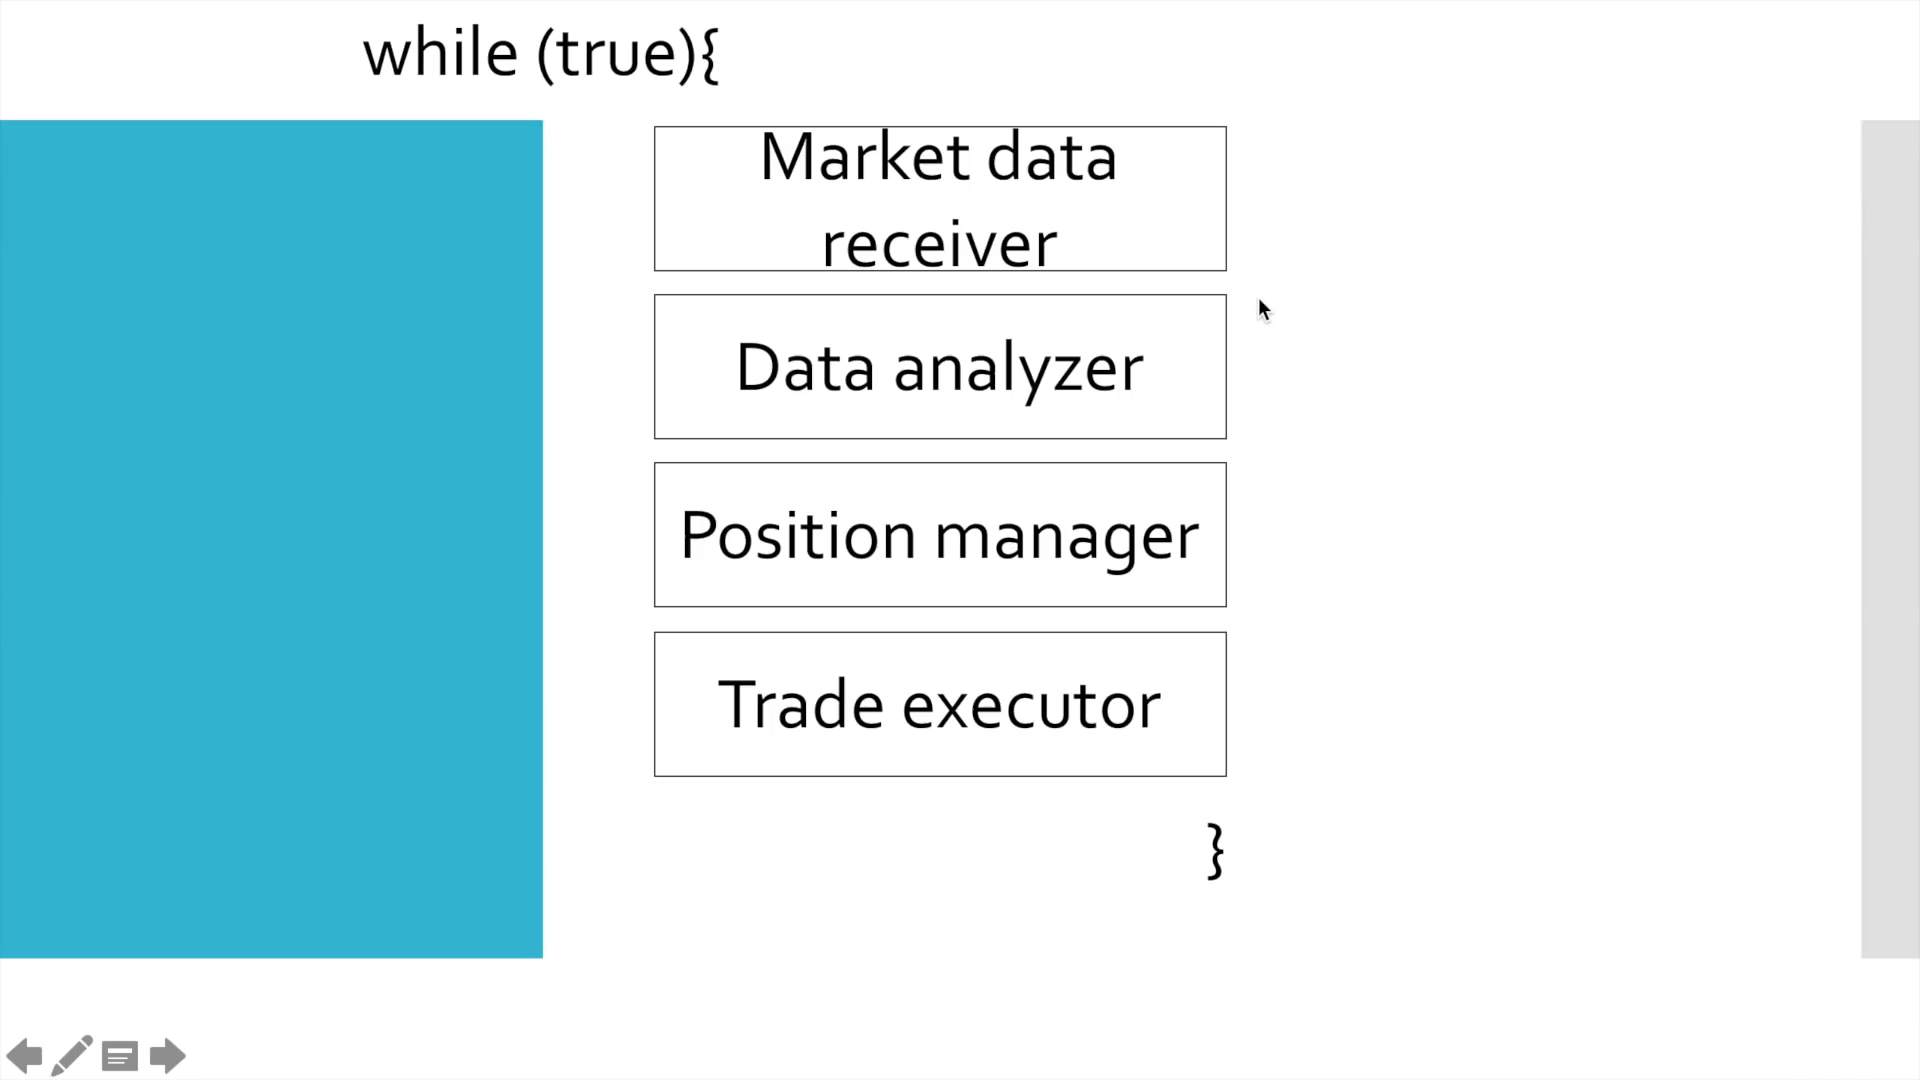 while (true){
Market data
receiver
Data analyzer
Position manager
Trade executor
}